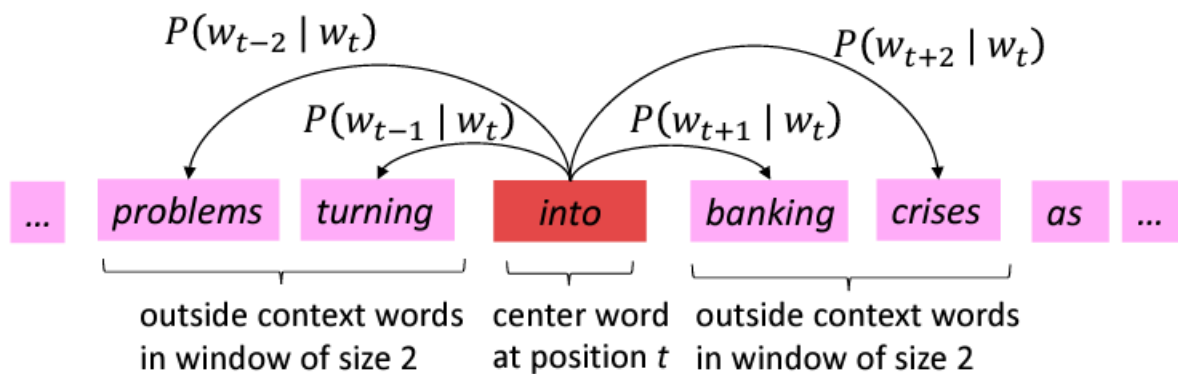 P(w_{t−2} | w_t)
P(w_{t+2} | w_t)
P(w_{t−1} | w_t)
P(w_{t+1} | w_t)
... problems turning into banking crises as ...
outside context words
in window of size 2
center word
at position t
outside context words
in window of size 2